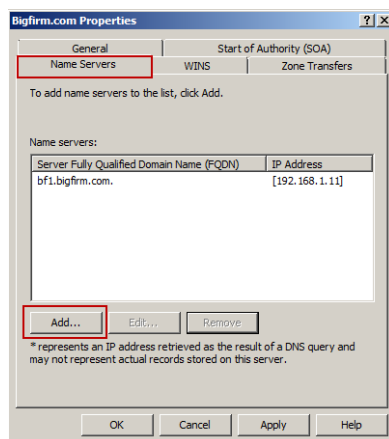 Bigfirm.com Properties
General
Start of Authority (SOA)
Name Servers
WINS
Zone Transfers
To add name servers to the list, click Add.
Name servers:
Server Fully Qualified Domain Name (FQDN)
IP Address
bf1.bigfirm.com.
[192.168.1.11]
Add...
Edit...
Remove
* represents an IP address retrieved as the result of a DNS query and
may not represent actual records stored on this server.
OK
Cancel
Apply
Help